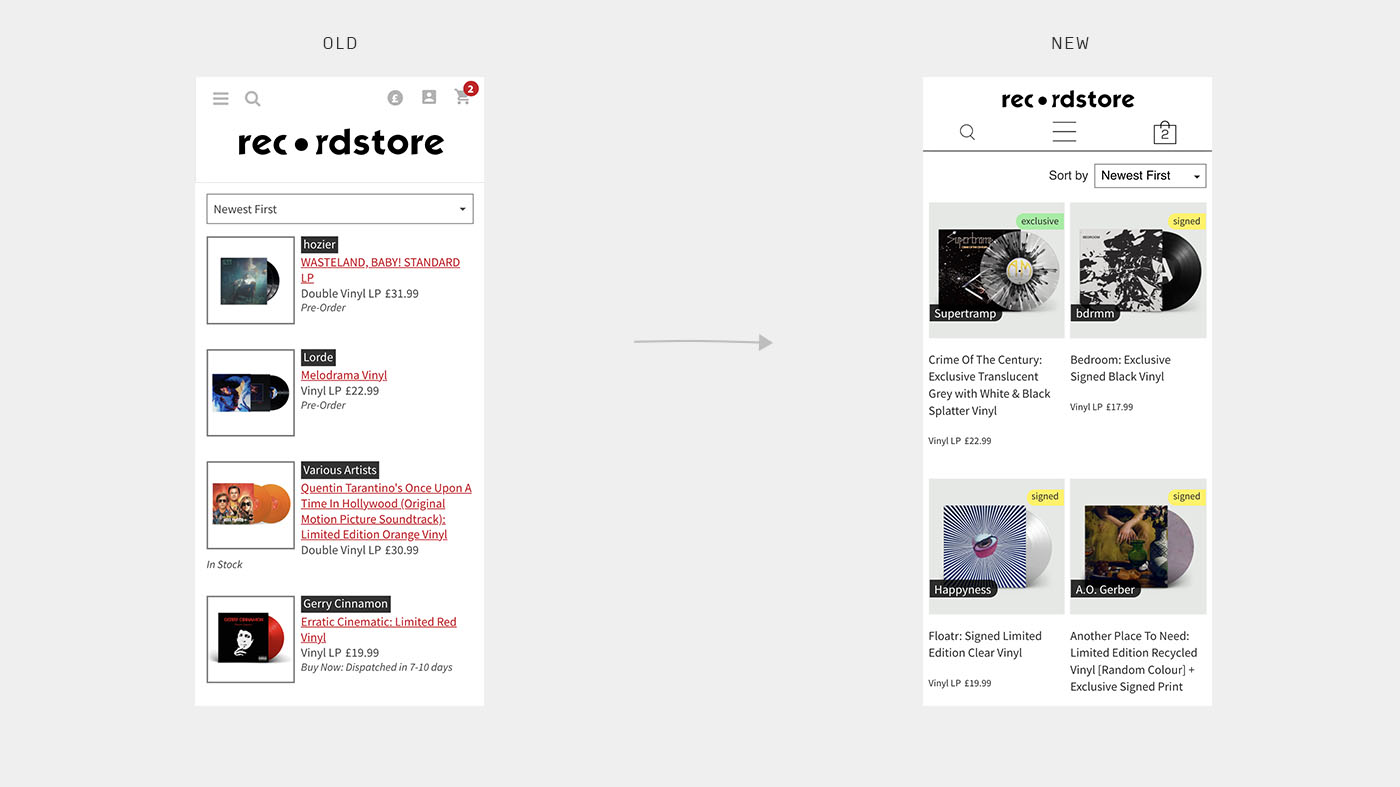 OLD
£
2
rec●rdstore
Newest First
hozier
WASTELAND, BABY! STANDARD
LP
Double Vinyl LP £31.99
Pre-Order
Lorde
Melodrama Vinyl
Vinyl LP £22.99
Pre-Order
Various Artists
Quentin Tarantino's Once Upon A
Time In Hollywood (Original
Motion Picture Soundtrack):
Limited Edition Orange Vinyl
Double Vinyl LP £30.99
In Stock
GERRY CINNAMON
Gerry Cinnamon
Erratic Cinematic: Limited Red
Vinyl
Vinyl LP £19.99
Buy Now: Dispatched in 7-10 days
NEW
rec●rdstore
2
Sort by
Newest First
exclusive
Supertramp
Supertramp
Crime Of The Century:
Exclusive Translucent
Grey with White & Black
Splatter Vinyl
Vinyl LP £22.99
signed
BEDROOM
A
bdrmm
Bedroom: Exclusive
Signed Black Vinyl
Vinyl LP £17.99
signed
Happyness
Floatr: Signed Limited
Edition Clear Vinyl
Vinyl LP £19.99
signed
A.O. Gerber
Another Place To Need:
Limited Edition Recycled
Vinyl [Random Colour] +
Exclusive Signed Print